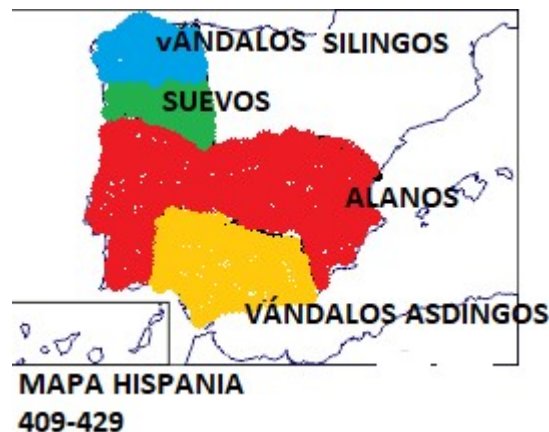 vÁNDALOS SILINGOS
SUEVOS
ALANOS
VÁNDALOS ASDINGOS
MAPA HISPANIA
409-429